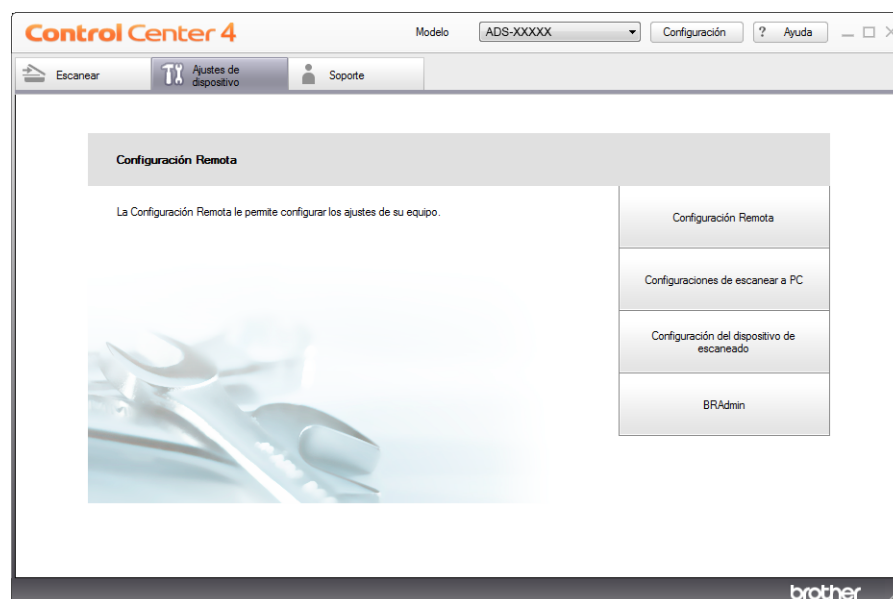 Control Center 4
Modelo
ADS-XXXXX
Configuración
? Ayuda
Escanear
Ajustes de
dispositivo
Soporte
Configuración Remota
La Configuración Remota le permite configurar los ajustes de su equipo.
Configuración Remota
Configuraciones de escanear a PC
Configuración del dispositivo de
escaneado
BRAdmin
brother